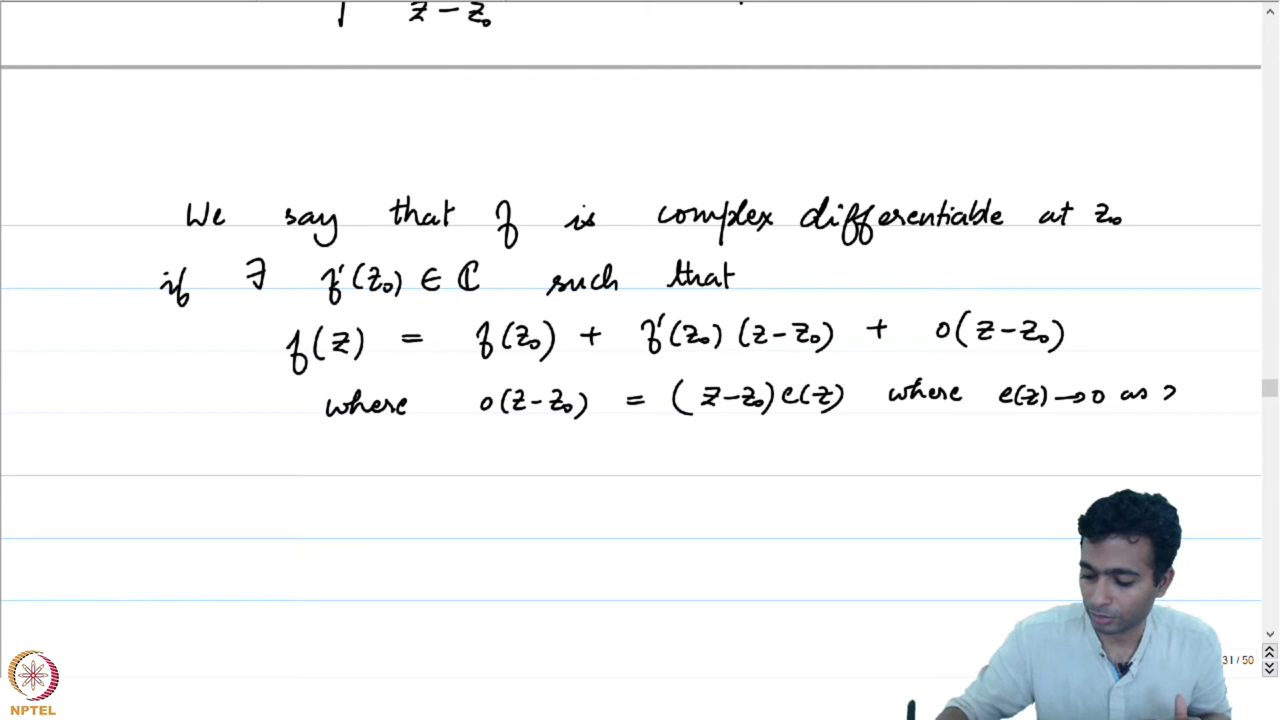 z - z₀
We say that f is complex differentiable at z₀
if ∃ f'(z₀) ∈ ℂ such that
f(z) = f(z₀) + f'(z₀) (z-z₀) + o(z-z₀)
where o(z-z₀) = (z-z₀) e(z) where e(z) → 0 as
31 / 50
NPTEL